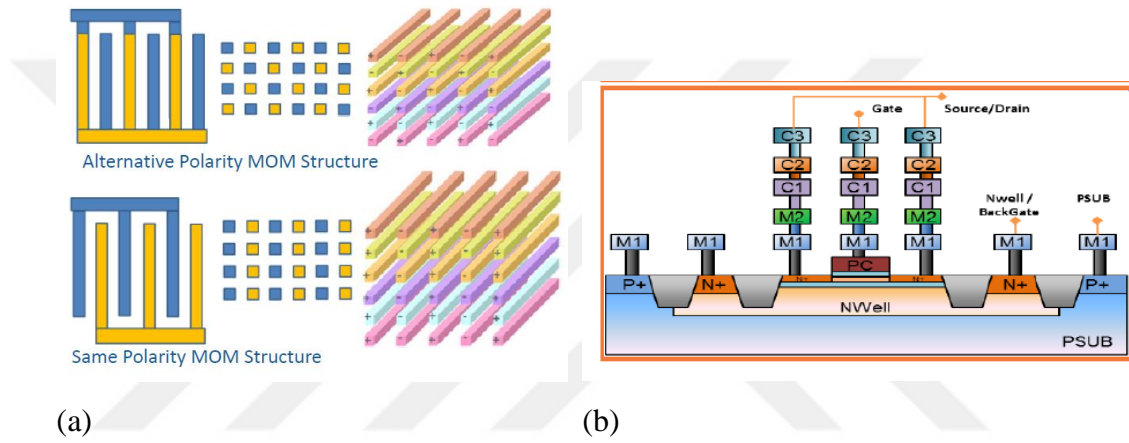 Alternative Polarity MOM Structure
+ - + - +
Same Polarity MOM Structure
Gate
Source/Drain
C3 C3 C3
C2 C2 C2
C1 C1 C1
M2 M2 M2
Nwell / BackGate
PSUB
M1 M1 M1 M1 M1 M1 M1
PC
P+ N+ N+ N+ N+ P+
NWell
PSUB
(a) (b)